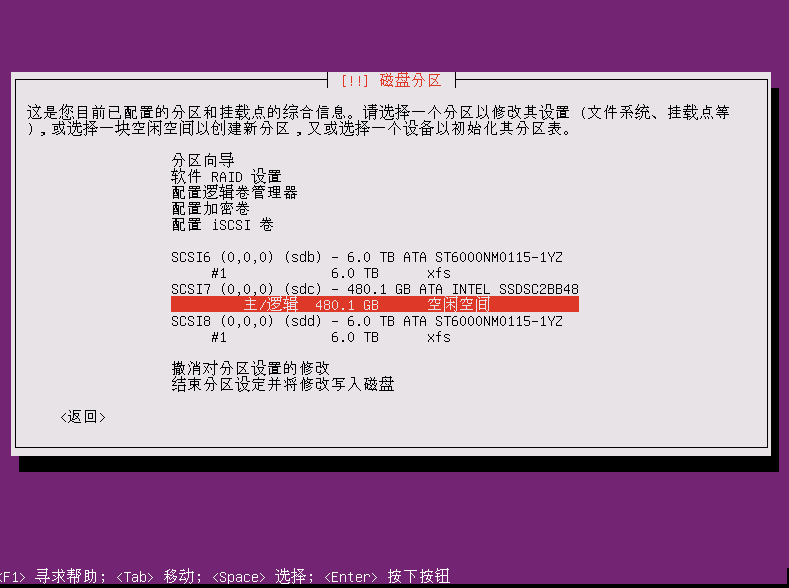 [!!] 磁盘分区
这是您目前已配置的分区和挂载点的综合信息。请选择一个分区以修改其设置 (文件系统、挂载点等
)，或选择一块空闲空间以创建新分区，又或选择一个设备以初始化其分区表。
分区向导
软件 RAID 设置
配置逻辑卷管理器
配置加密卷
配置 iSCSI 卷
SCSI6 (0,0,0) (sdb) - 6.0 TB ATA ST6000NM0115-1YZ
#1 6.0 TB xfs
SCSI7 (0,0,0) (sdc) - 480.1 GB ATA INTEL SSDSC2BB48
主/逻辑 480.1 GB 空闲空间
SCSI8 (0,0,0) (sdd) - 6.0 TB ATA ST6000NM0115-1YZ
#1 6.0 TB xfs
撤消对分区设置的修改
结束分区设定并将修改写入磁盘
<返回>
<F1> 寻求帮助; <Tab> 移动; <Space> 选择; <Enter> 按下按钮